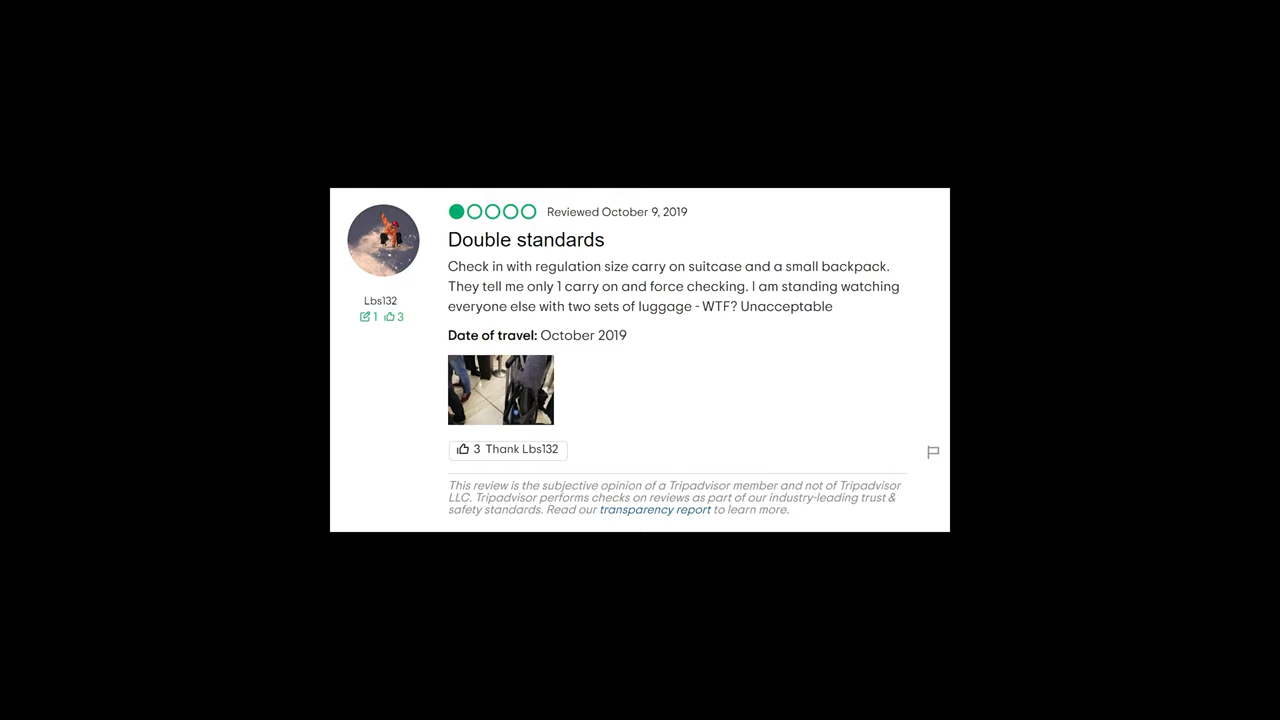 Reviewed October 9, 2019
Double standards
Check in with regulation size carry on suitcase and a small backpack.
They tell me only 1 carry on and force checking. I am standing watching
everyone else with two sets of luggage - WTF? Unacceptable
Lbs132
1 3
Date of travel: October 2019
3 Thank Lbs132
This review is the subjective opinion of a Tripadvisor member and not of Tripadvisor
LLC. Tripadvisor performs checks on reviews as part of our industry-leading trust &
safety standards. Read our transparency report to learn more.